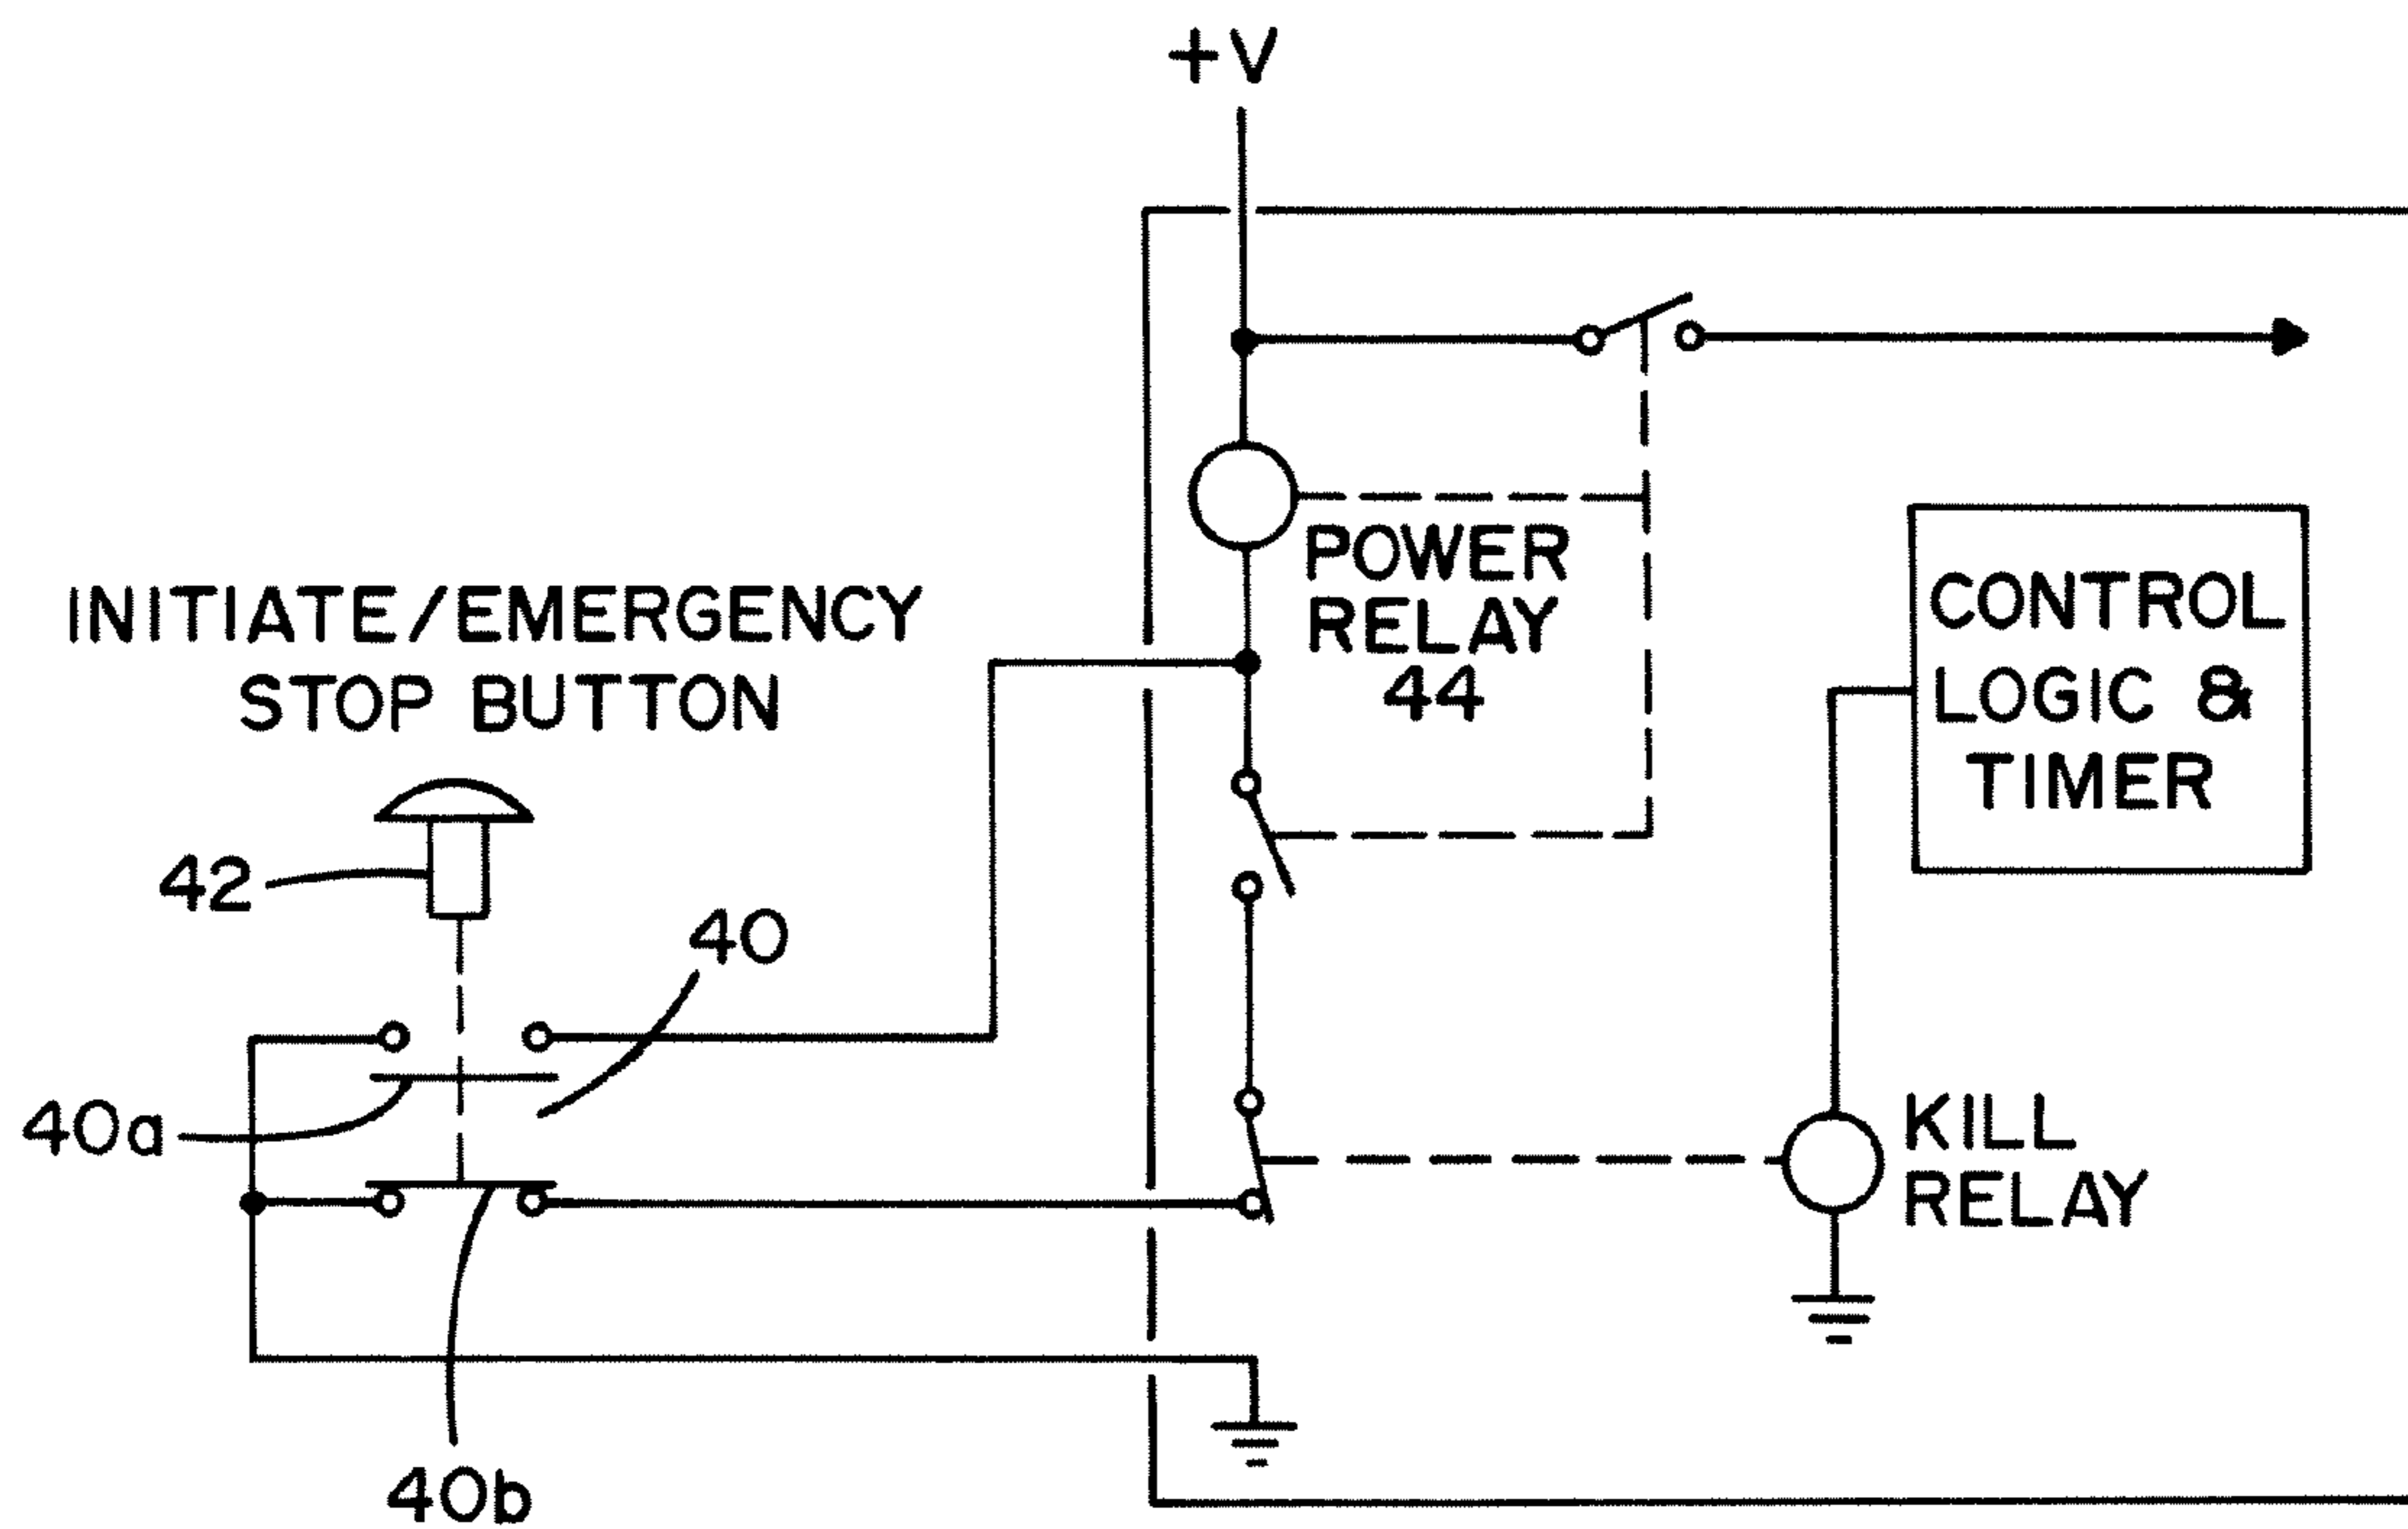 +V
POWER
RELAY
44
CONTROL
LOGIC &
TIMER
INITIATE/EMERGENCY
STOP BUTTON
42
40
40a
40b
KILL
RELAY